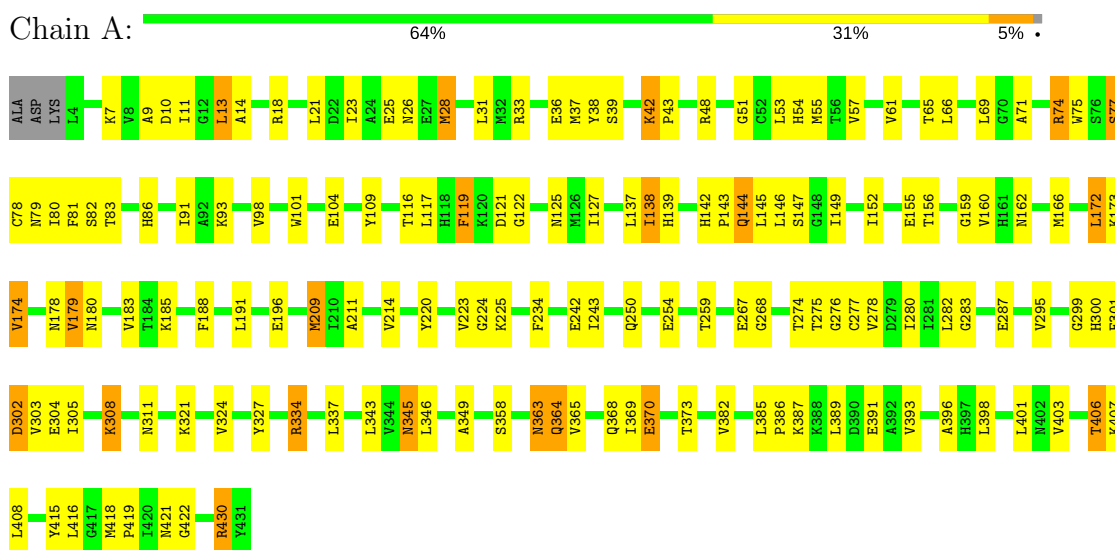 Chain A:
64% 31% 5% •
ALA ASP LYS L4 K7 V8 A9 D10 I11 G12 L13 A14 R18 L21 D22 I23 A24 E25 N26 E27 M28 L31 M32 R33 E36 M37 Y38 S39 K42 P43 R48 G51 C52 L53 H54 M55 T56 V57 V61 T65 L66 L69 G70 A71 R74 W75 S76 S77
C78 N79 I80 F81 S82 T83 H86 I91 A92 K93 V98 W101 E104 Y109 T116 L117 H118 F119 K120 D121 G122 N125 M126 I127 L137 I138 H139 H142 P143 Q144 L145 L146 S147 G148 I149 I152 E155 T156 G159 V160 H161 N162 M166 L172 K173
V174 N178 V179 N180 V183 T184 K185 F188 L191 E196 M209 I210 A211 V214 Y220 V223 G224 K225 F234 E242 I243 Q250 E254 T259 E267 G268 T274 T275 G276 C277 V278 D279 I280 I281 L282 G283 E287 V295 G299 H300 F301
D302 V303 E304 I305 K308 N311 K321 V324 Y327 R334 L337 L343 V344 N345 L346 A349 S358 N363 Q364 V365 Q368 I369 E370 T373 V382 L385 P386 K387 K388 L389 D390 E391 A392 V393 A396 H397 L398 L401 N402 V403 T406 K407
L408 Y415 L416 G417 M418 P419 I420 N421 G422 R430 Y431